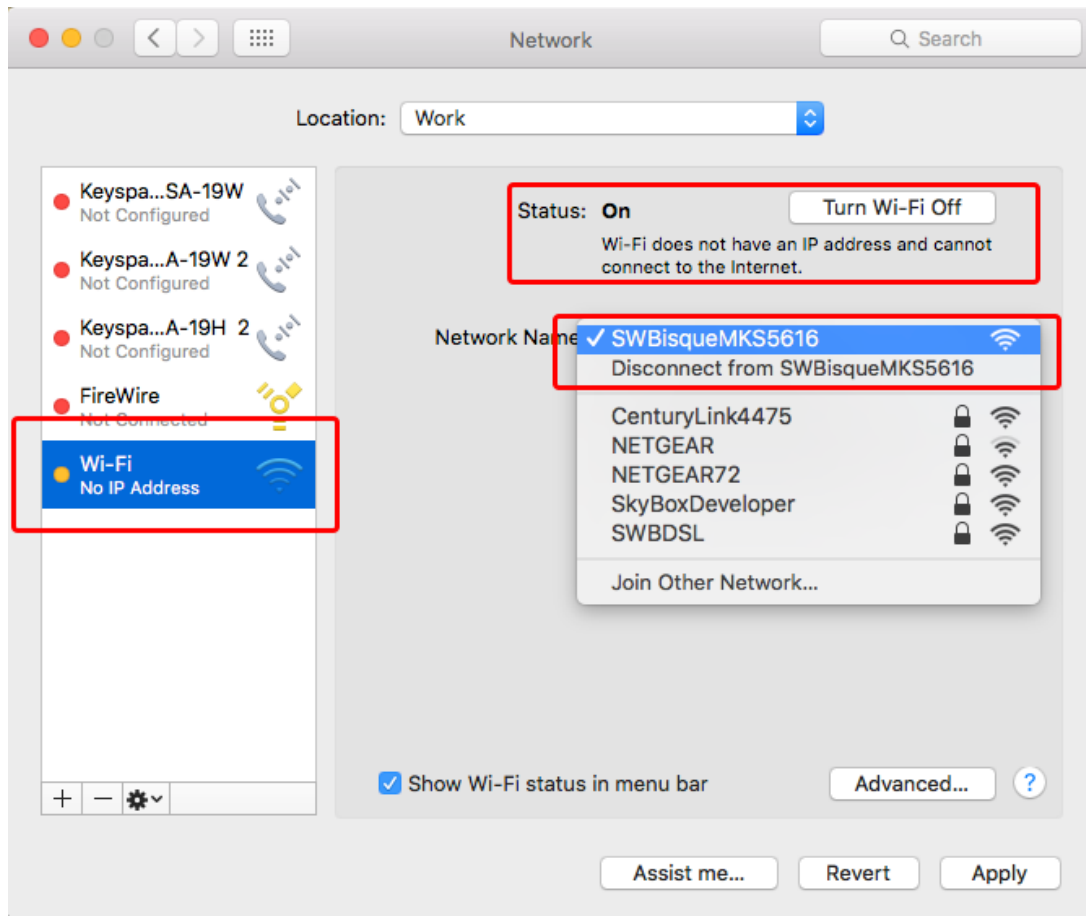 Network
Search
Location: Work
Keyspa...SA-19W
Not Configured
Keyspa...A-19W 2
Not Configured
Keyspa...A-19H 2
Not Configured
FireWire
Not Connected
Wi-Fi
No IP Address
Status: On
Turn Wi-Fi Off
Wi-Fi does not have an IP address and cannot
connect to the Internet.
Network Name
SWBisqueMKS5616
Disconnect from SWBisqueMKS5616
CenturyLink4475
NETGEAR
NETGEAR72
SkyBoxDeveloper
SWBDSL
Join Other Network...
Show Wi-Fi status in menu bar
Advanced...
?
Assist me...
Revert
Apply